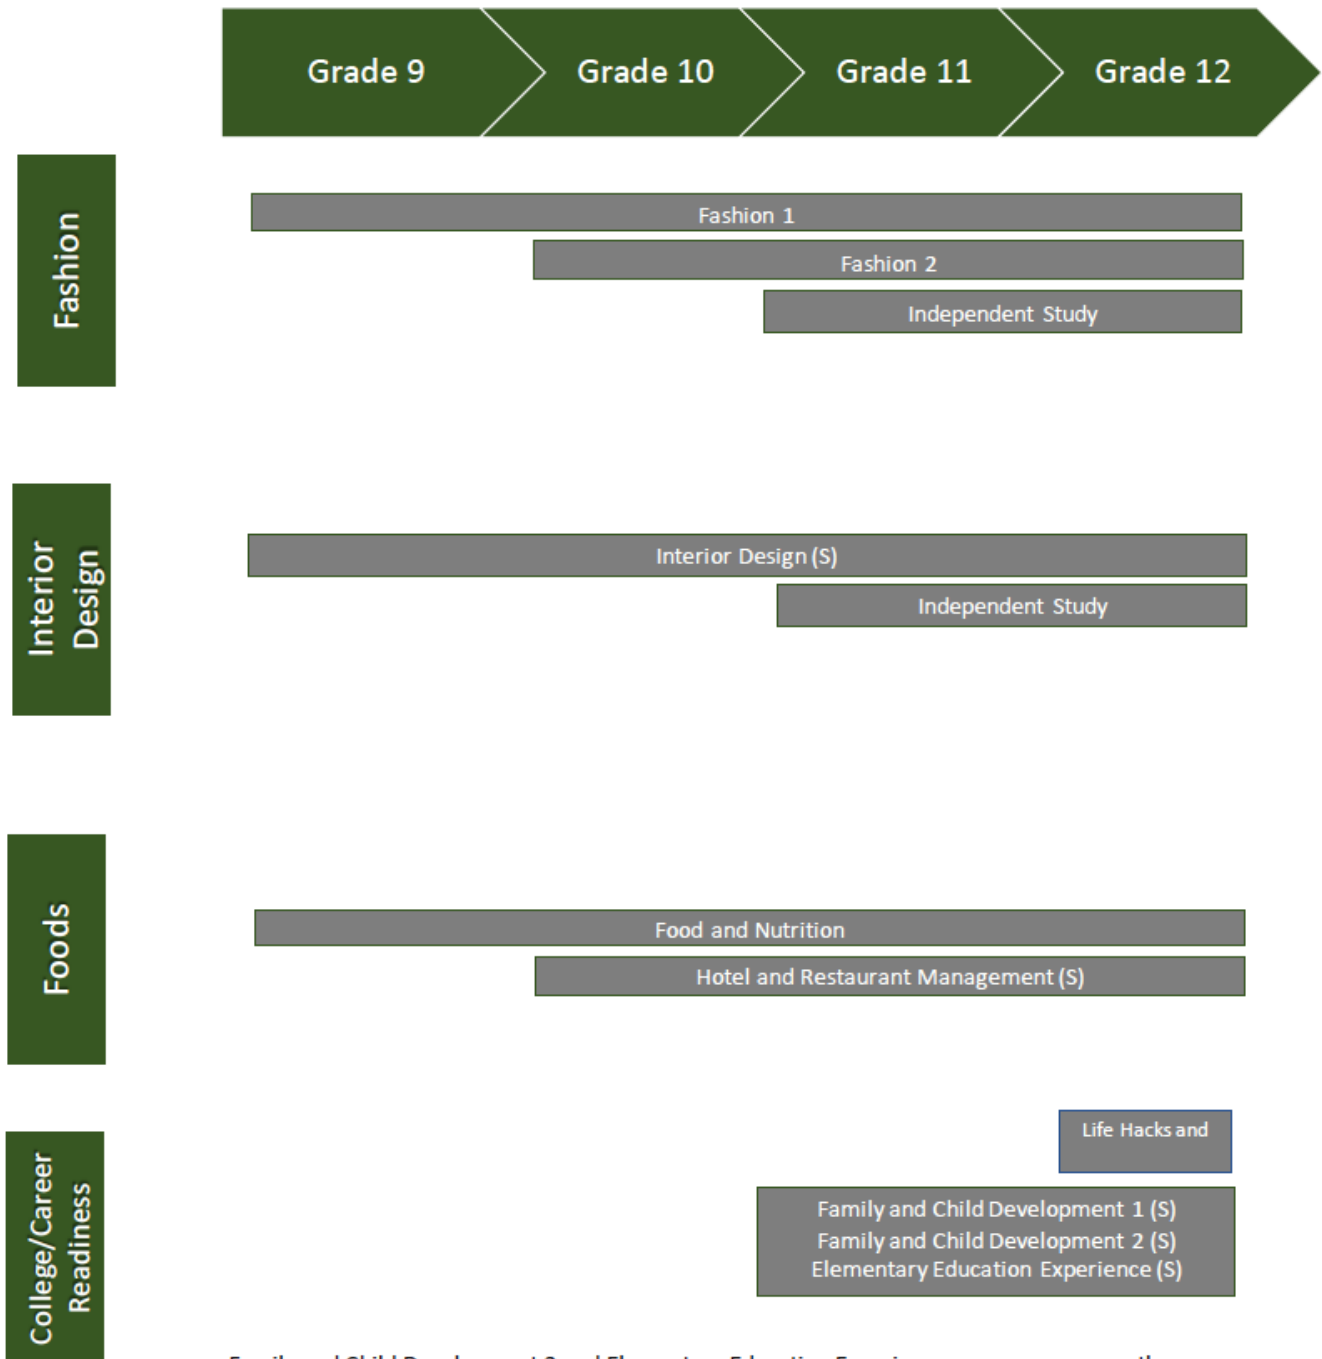 Grade 9
Grade 10
Grade 11
Grade 12
Fashion
Fashion 1
Fashion 2
Independent Study
Interior
Design
Interior Design (S)
Independent Study
Foods
Food and Nutrition
Hotel and Restaurant Management (S)
College/Career
Readiness
Life Hacks and
Family and Child Development 1 (S)
Family and Child Development 2 (S)
Elementary Education Experience (S)